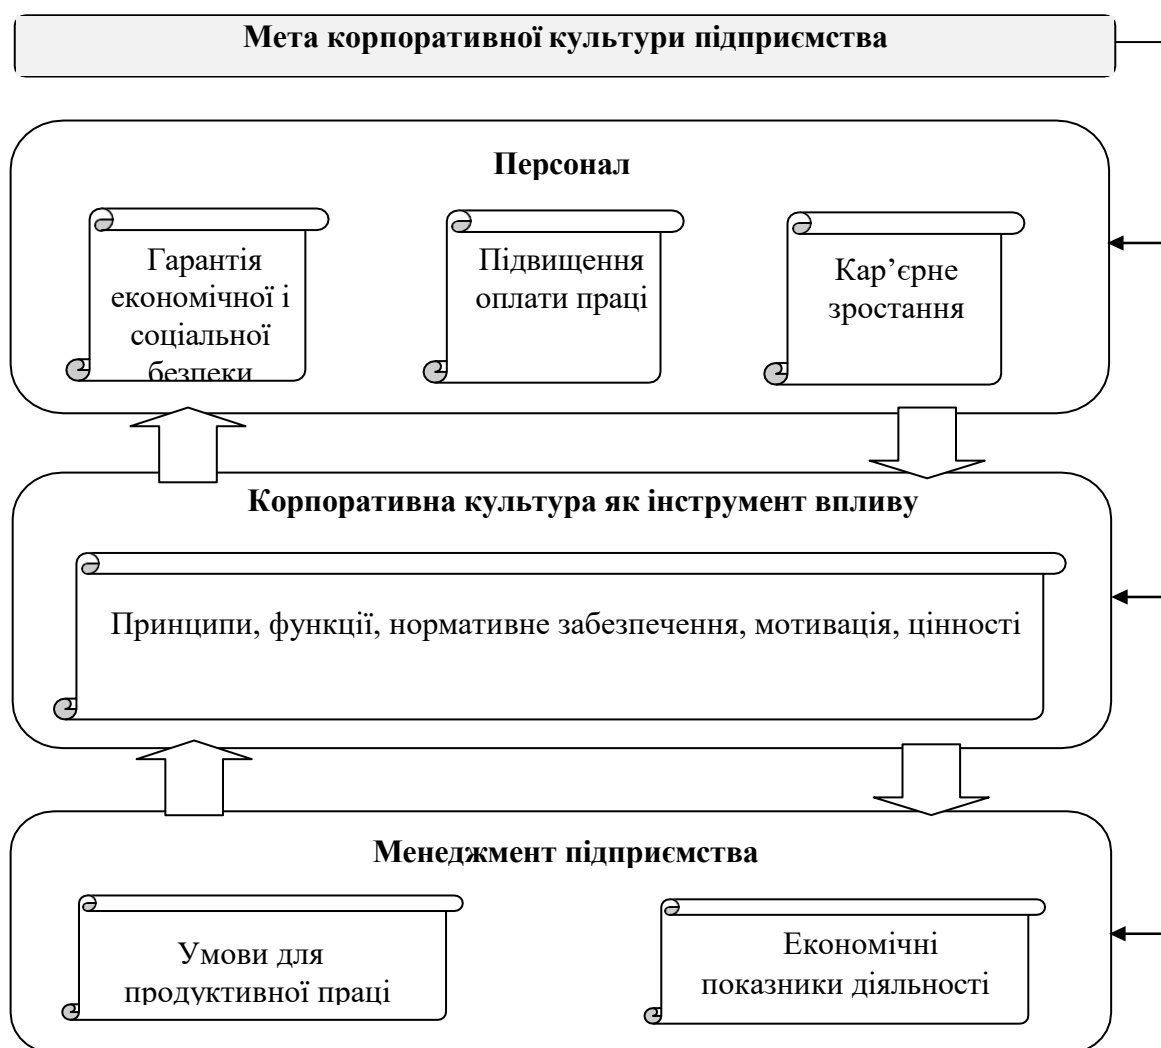 Мета корпоративної культури підприємства
Персонал
Гарантія
економічної і
соціальної
безпеки
Підвищення
оплати праці
Кар’єрне
зростання
Корпоративна культура як інструмент впливу
Принципи, функції, нормативне забезпечення, мотивація, цінності
Менеджмент підприємства
Умови для
продуктивної праці
Економічні
показники діяльності